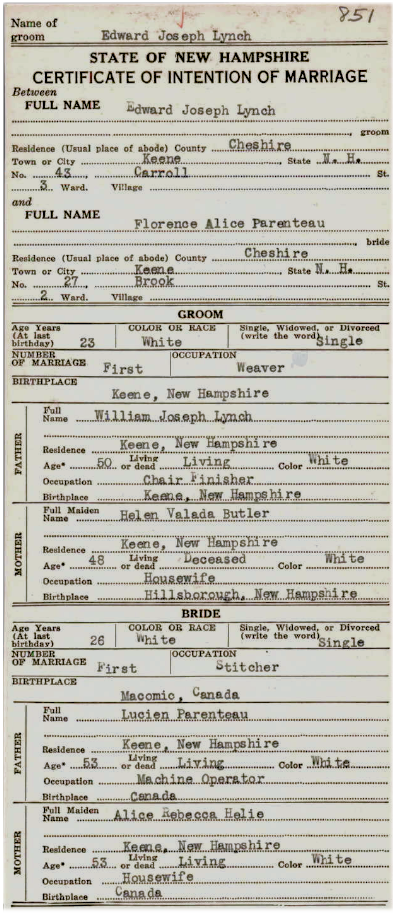 851
Name of
groom Edward Joseph Lynch
STATE OF NEW HAMPSHIRE
CERTIFICATE OF INTENTION OF MARRIAGE
Between
FULL NAME Edward Joseph Lynch
groom
Residence (Usual place of abode) County Cheshire
Town or City Keene State N. H.
No. 43 Carroll St.
3 Ward. Village
and
FULL NAME
Florence Alice Parenteau
bride
Residence (Usual place of abode) County Cheshire
Town or City Keene State N. H.
No. 27 Brook St.
2 Ward. Village
GROOM
Age Years (At last birthday) 23 COLOR OR RACE White Single, Widowed, or Divorced (write the word) Single
NUMBER OF MARRIAGE First OCCUPATION Weaver
BIRTHPLACE
Keene, New Hampshire
FATHER
Full Name William Joseph Lynch
Residence Keene, New Hampshire
Age* 50 Living or dead Living Color White
Occupation Chair Finisher
Birthplace Keene, New Hampshire
MOTHER
Full Maiden Name Helen Valada Butler
Residence Keene, New Hampshire
Age* 48 Living or dead Deceased Color White
Occupation Housewife
Birthplace Hillsborough, New Hampshire
BRIDE
Age Years (At last birthday) 26 COLOR OR RACE White Single, Widowed, or Divorced (write the word) Single
NUMBER OF MARRIAGE First OCCUPATION Stitcher
BIRTHPLACE
Macomic, Canada
FATHER
Full Name Lucien Parenteau
Residence Keene, New Hampshire
Age* 53 Living or dead Living Color White
Occupation Machine Operator
Birthplace Canada
MOTHER
Full Maiden Name Alice Rebecca Helie
Residence Keene, New Hampshire
Age* 53 Living or dead Living Color White
Occupation Housewife
Birthplace Canada